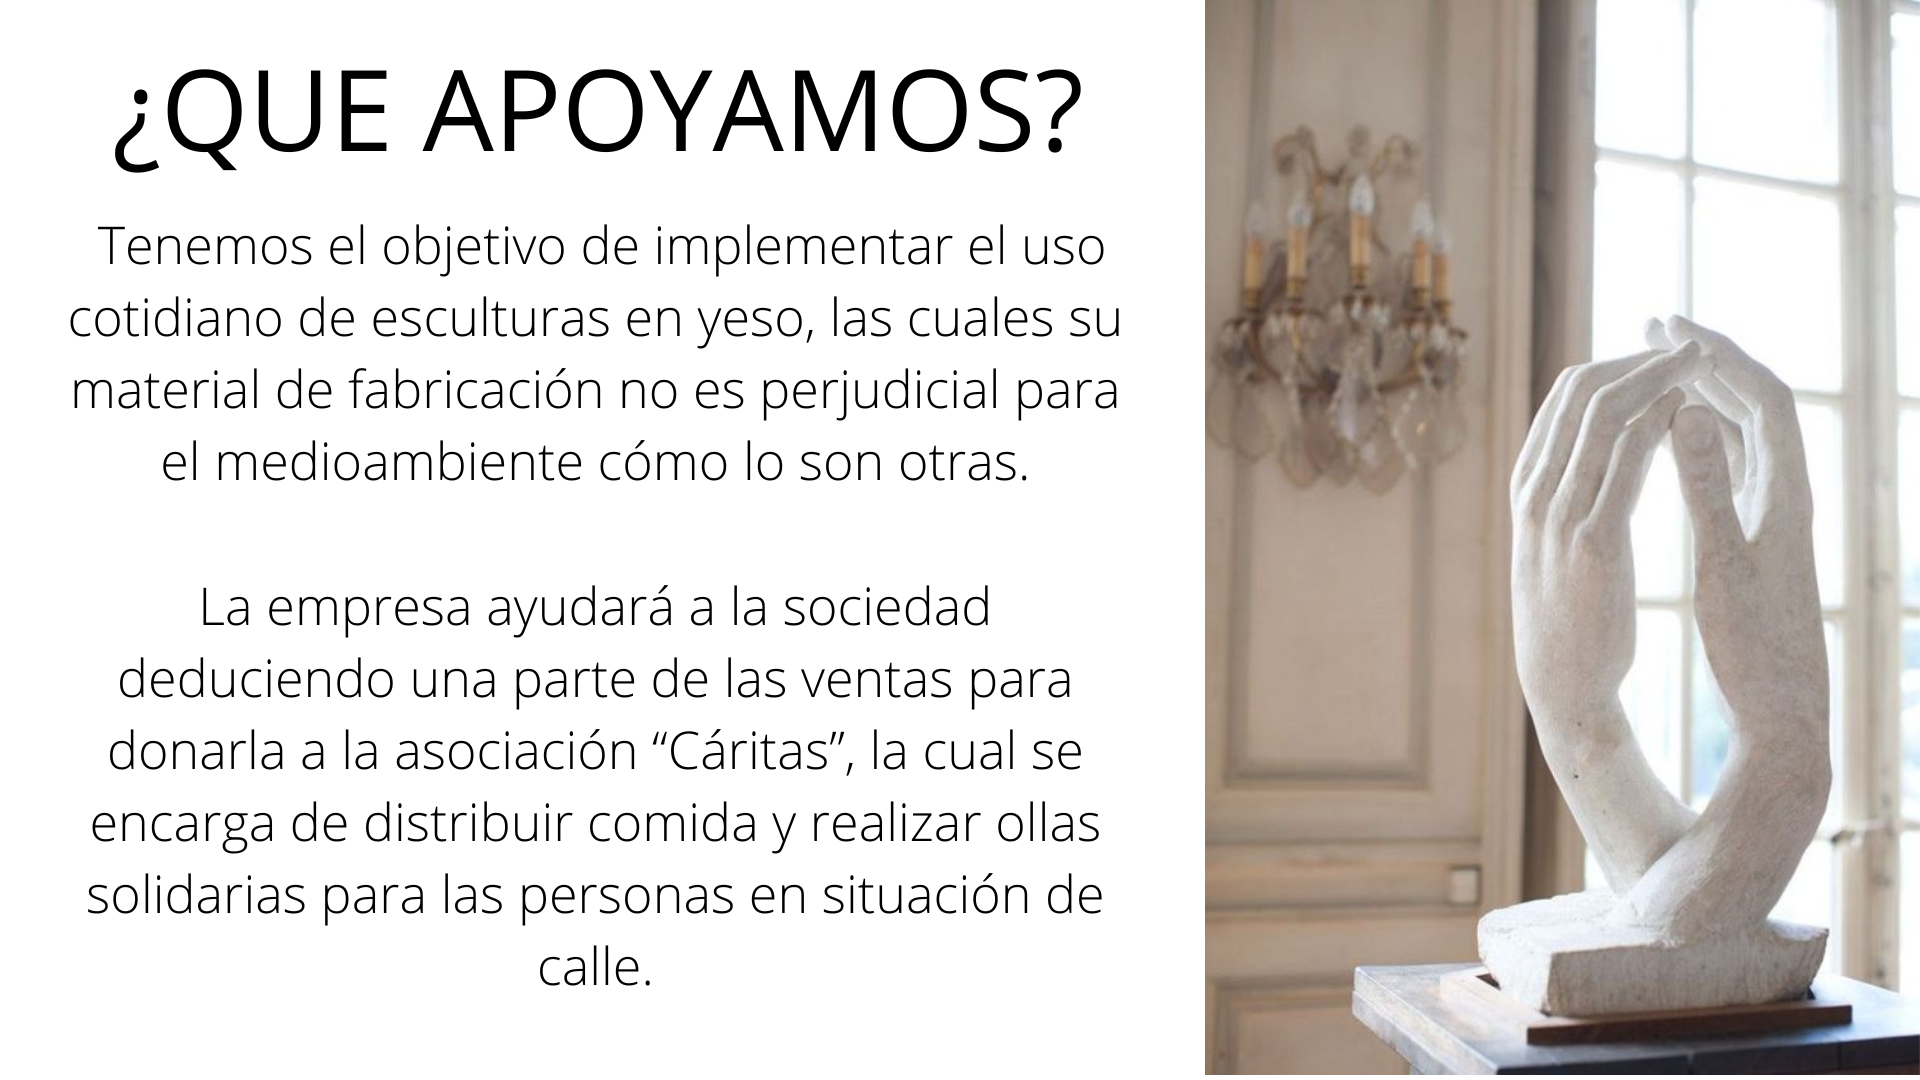 ¿QUE APOYAMOS?
Tenemos el objetivo de implementar el uso
cotidiano de esculturas en yeso, las cuales su
material de fabricación no es perjudicial para
el medioambiente cómo lo son otras.
La empresa ayudará a la sociedad
deduciendo una parte de las ventas para
donarla a la asociación “Cáritas”, la cual se
encarga de distribuir comida y realizar ollas
solidarias para las personas en situación de
calle.